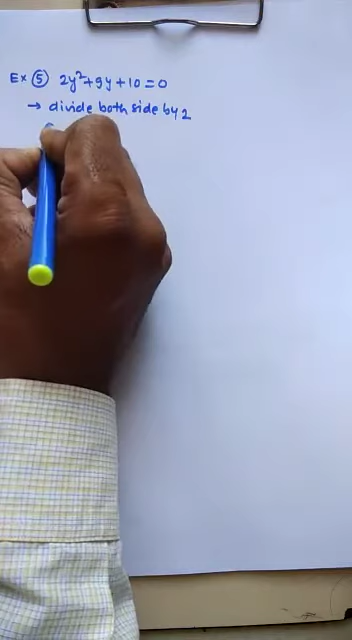 Ex ⑤ 2y²+9y+10=0
→ divide both side by 2